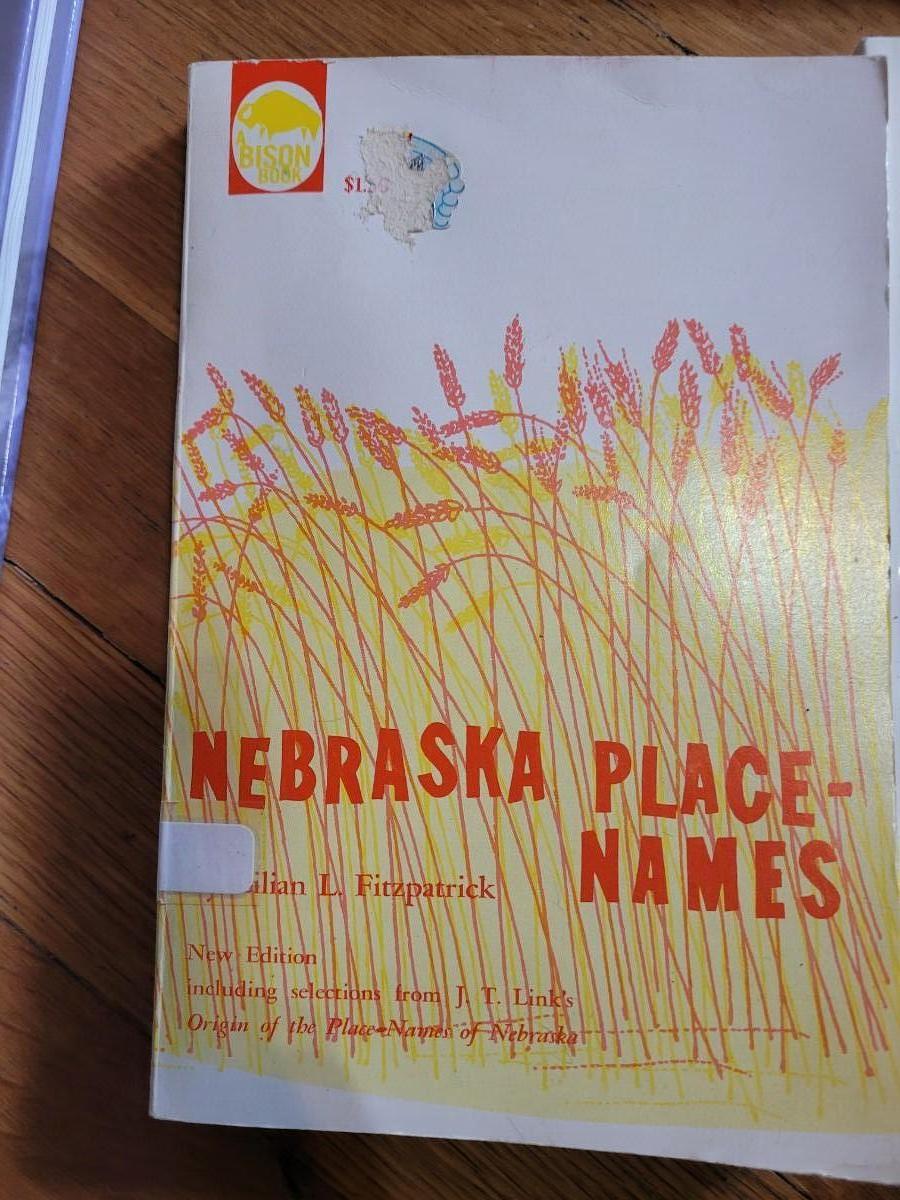 A
BISON
BOOK
NEBRASKA PLACE-
NAMES
Lilian L. Fitzpatrick
New Edition
including selections from J. T. Link's
Origin of the Place-Names of Nebraska